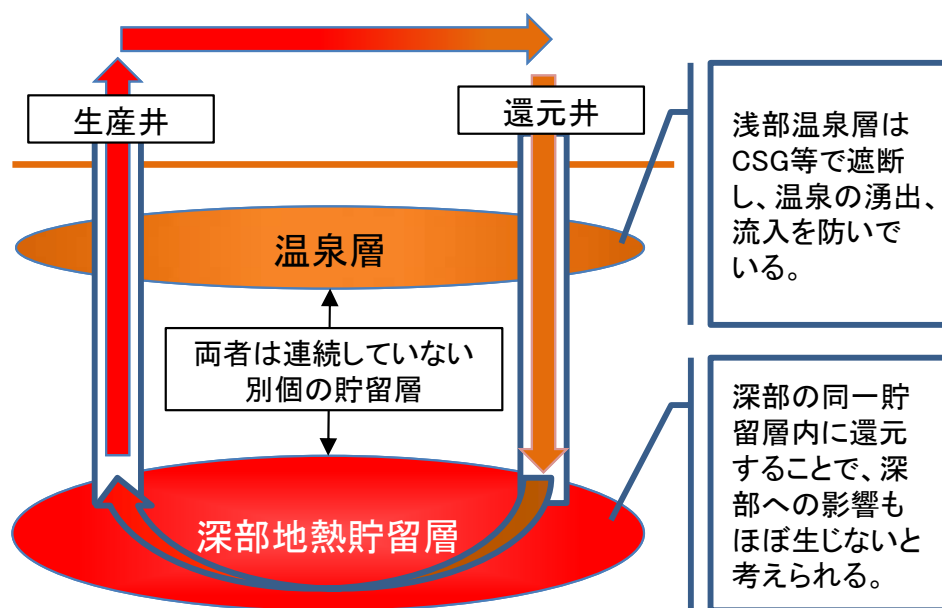 生産井
還元井
浅部温泉層は
CSG等で遮断
し、温泉の湧出、
流入を防いで
いる。
温泉層
両者は連続していない
別個の貯留層
深部の同一貯
留層内に還元
することで、深
部への影響も
ほぼ生じないと
考えられる。
深部地熱貯留層